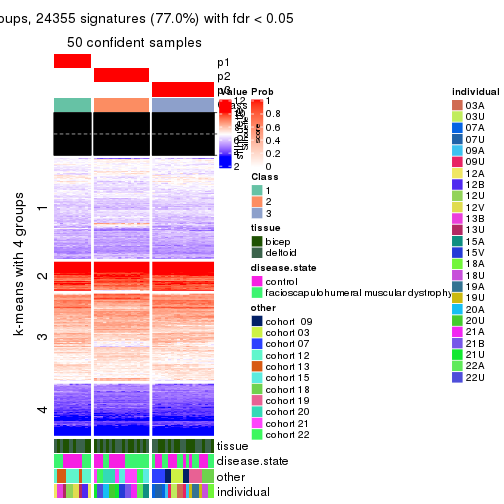 oups, 24355 signatures (77.0%) with fdr < 0.05
50 confident samples
p1
p2
Value
Prob
12
2
1
0.8
0.6
0.4
0.2
0
score
k-means with 4 groups
1
2
3
4
Class
1
2
3
tissue
bicep
deltoid
disease.state
control
facioscapulohumeral muscular dystrophy
other
cohort 09
cohort 03
cohort 07
cohort 12
cohort 13
cohort 15
cohort 18
cohort 19
cohort 20
cohort 21
cohort 22
individual
03A
03U
07A
07U
09A
09U
12A
12B
12U
12V
13B
13U
15A
15V
18A
18U
19A
19U
20A
20U
21A
21B
21U
22A
22U
tissue
disease.state
other
individual